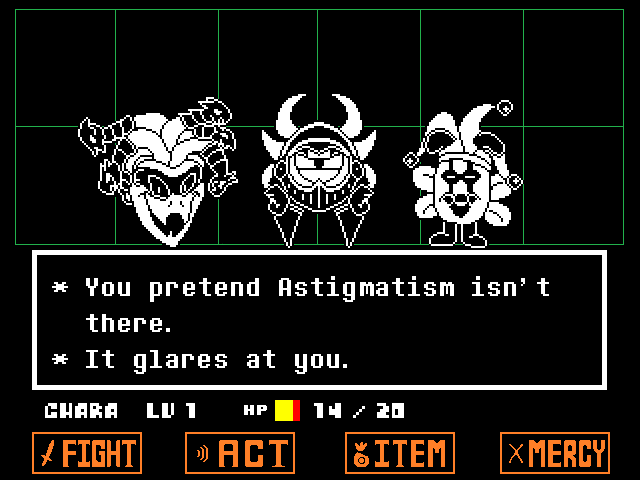 * You pretend Astigmatism isn't
there.
* It glares at you.
CHARA LV 1 HP 14 / 20
FIGHT ACT ITEM MERCY